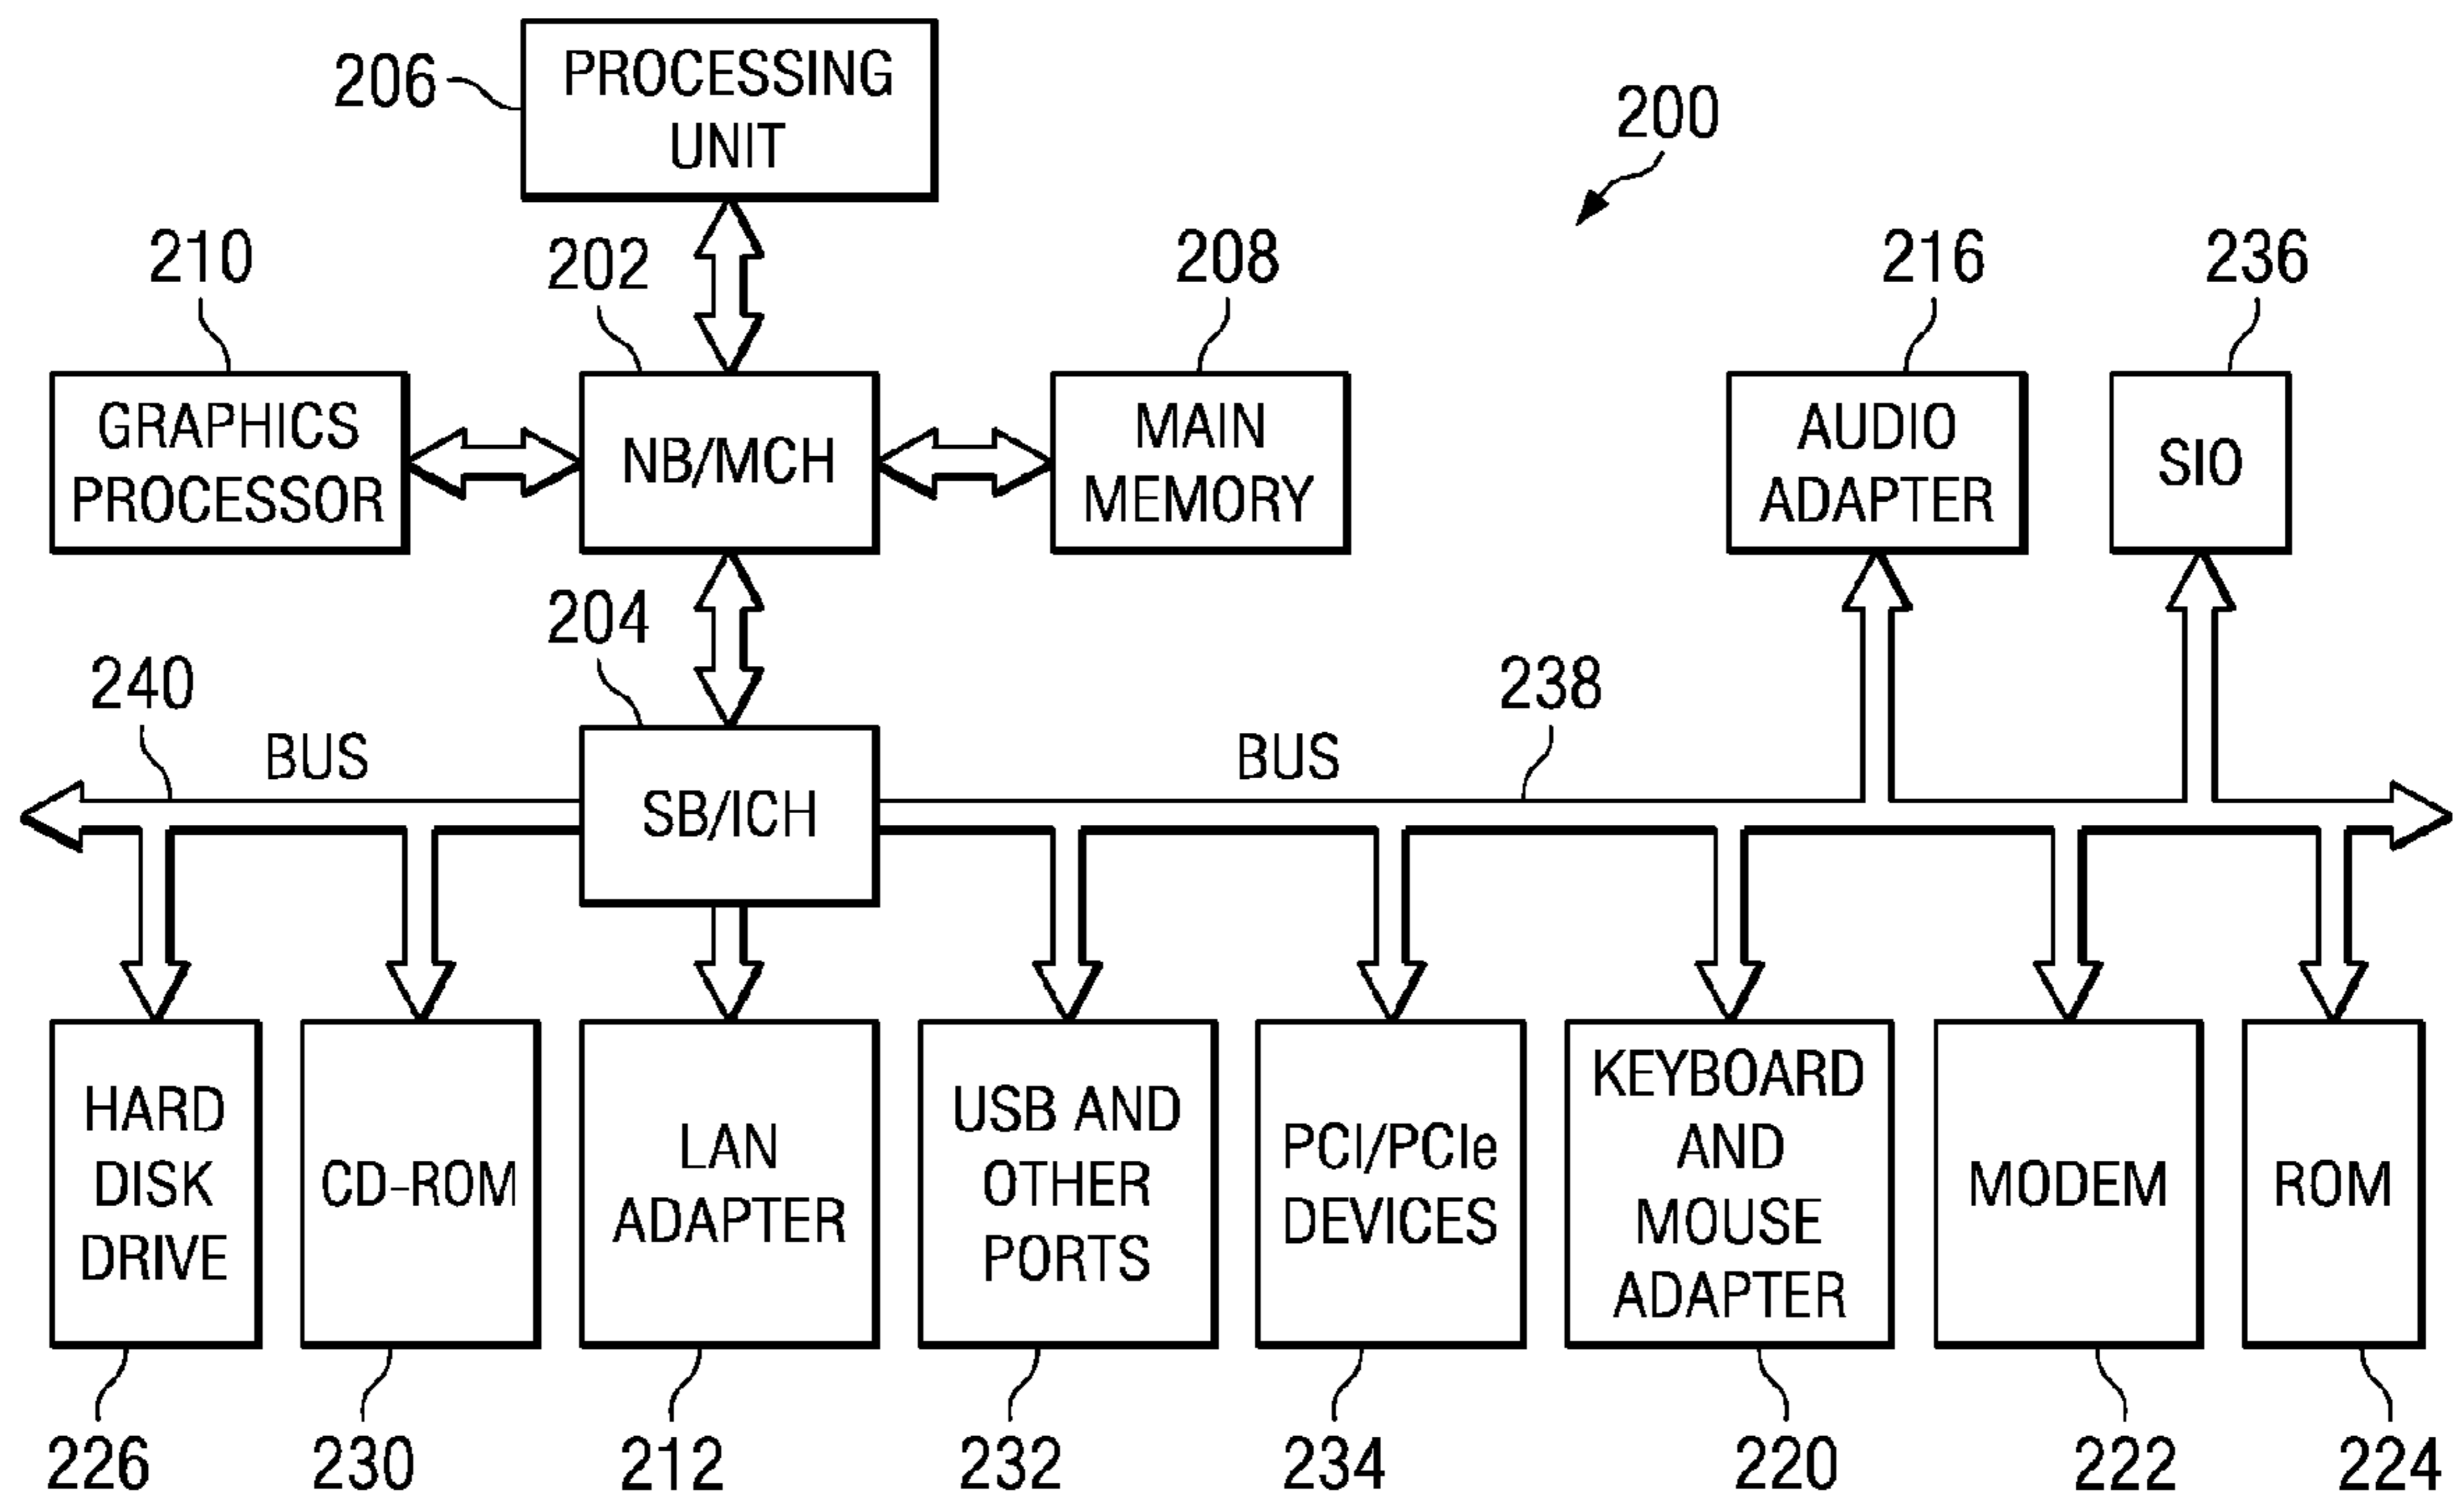 206
PROCESSING
UNIT
200
210
202
208
216
236
GRAPHICS
PROCESSOR
NB/MCH
MAIN
MEMORY
AUDIO
ADAPTER
SIO
204
240
238
BUS
BUS
SB/ICH
HARD
DISK
DRIVE
CD-ROM
LAN
ADAPTER
USB AND
OTHER
PORTS
PCI/PCIe
DEVICES
KEYBOARD
AND
MOUSE
ADAPTER
MODEM
ROM
226
230
212
232
234
220
222
224